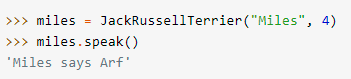 >>> miles = JackRussellTerrier("Miles", 4)
>>> miles.speak()
'Miles says Arf'